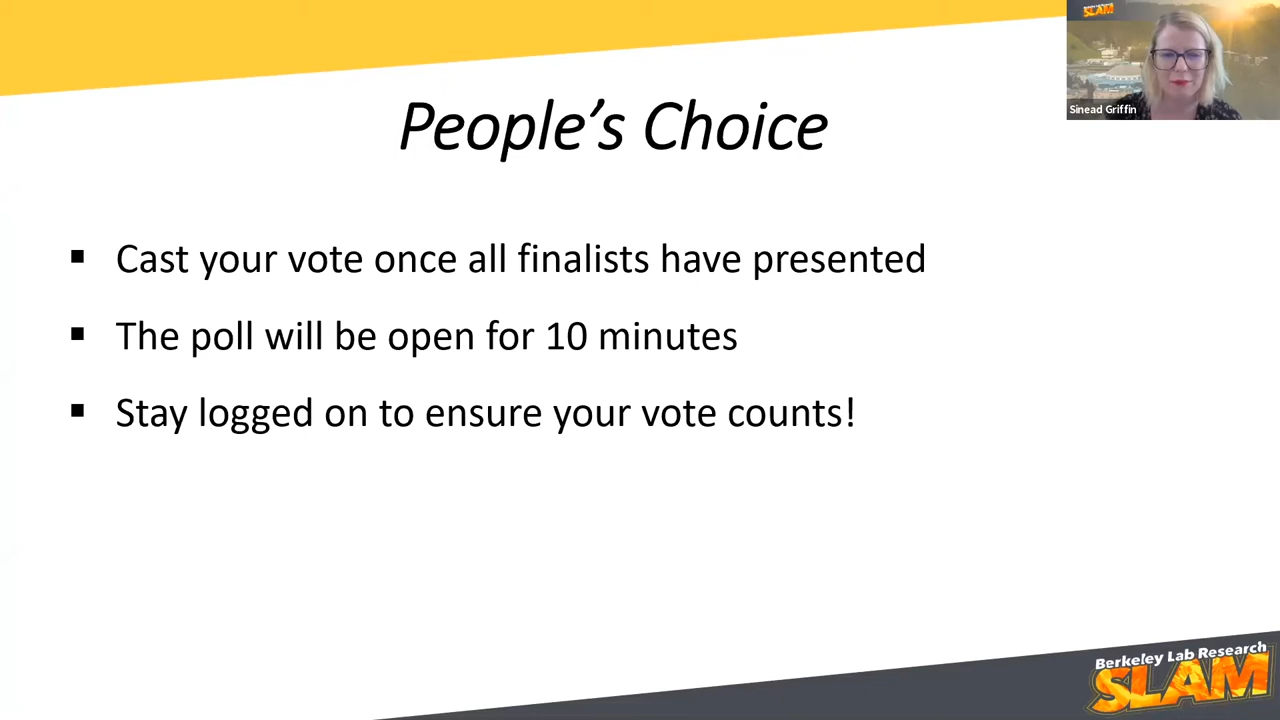 SLAM
Sinead Griffin
People's Choice
▪ Cast your vote once all finalists have presented
▪ The poll will be open for 10 minutes
▪ Stay logged on to ensure your vote counts!
Berkeley Lab Research
SLAM